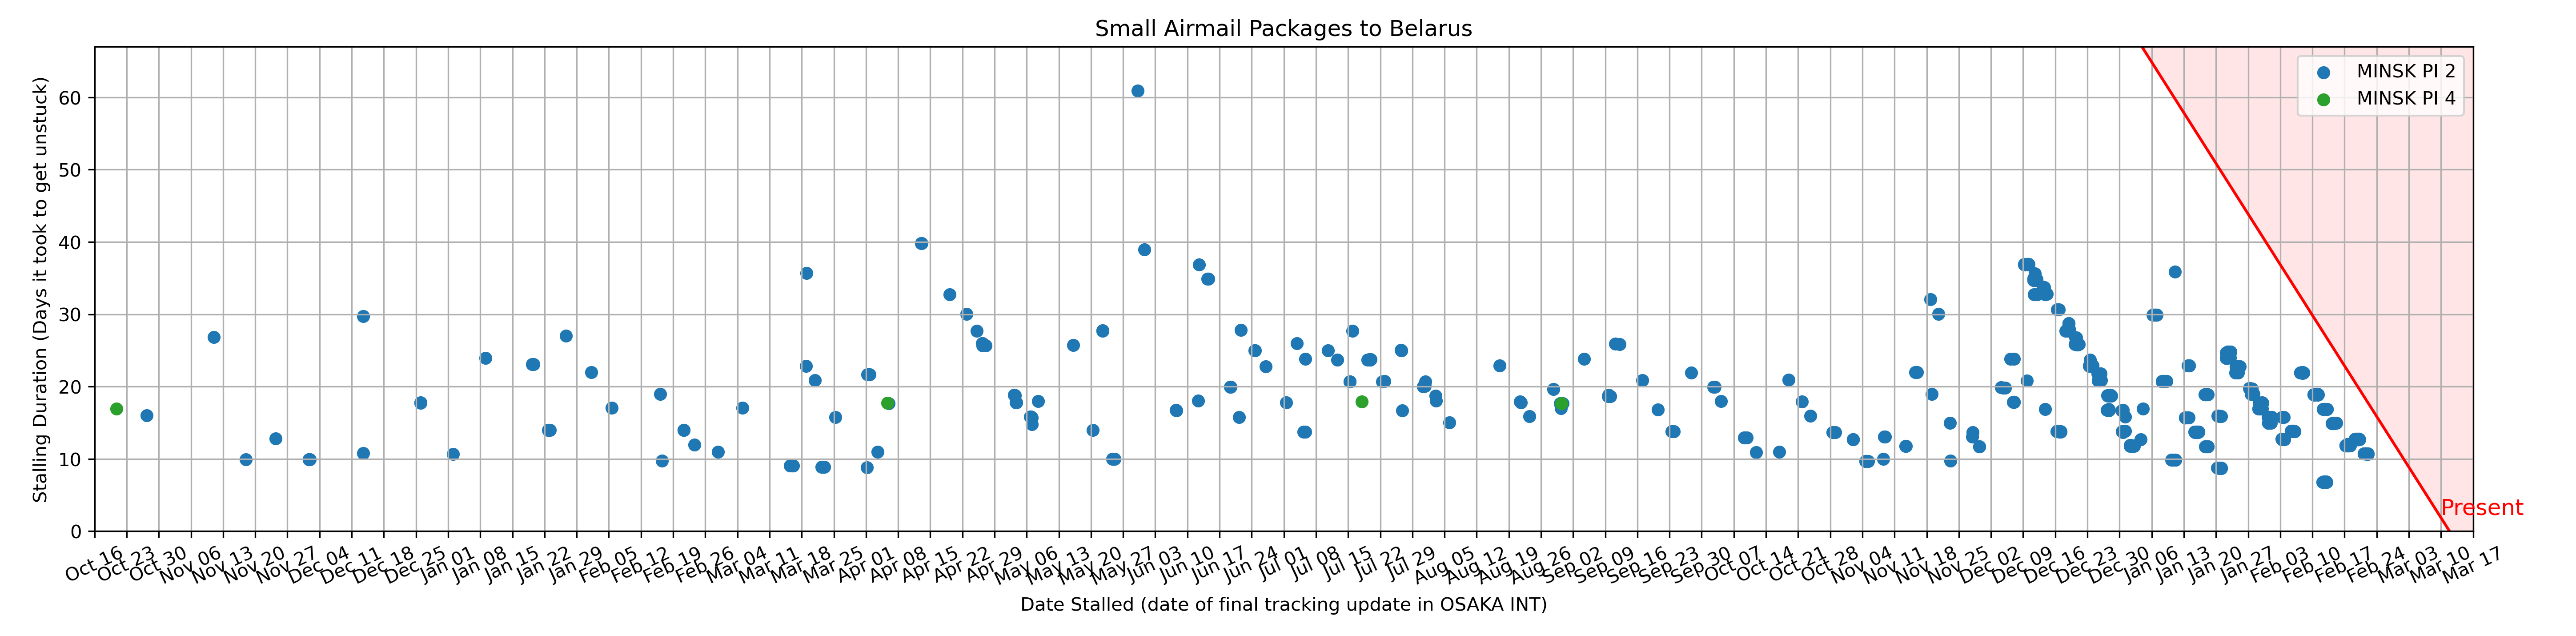 Small Airmail Packages to Belarus
Stalling Duration (Days it took to get unstuck)
60
50
40
30
20
10
0
MINSK PI 2
MINSK PI 4
Present
Oct 16
Oct 23
Oct 30
Nov 06
Nov 13
Nov 20
Nov 27
Dec 04
Dec 11
Dec 18
Dec 25
Jan 01
Jan 08
Jan 15
Jan 22
Jan 29
Feb 05
Feb 12
Feb 19
Feb 26
Mar 04
Mar 11
Mar 18
Mar 25
Apr 01
Apr 08
Apr 15
Apr 22
Apr 29
May 06
May 13
May 20
May 27
Jun 03
Jun 10
Jun 17
Jun 24
Jul 01
Jul 08
Jul 15
Jul 22
Jul 29
Aug 05
Aug 12
Aug 19
Aug 26
Sep 02
Sep 09
Sep 16
Sep 23
Sep 30
Oct 07
Oct 14
Oct 21
Oct 28
Nov 04
Nov 11
Nov 18
Nov 25
Dec 02
Dec 09
Dec 16
Dec 23
Dec 30
Jan 06
Jan 13
Jan 20
Jan 27
Feb 03
Feb 10
Feb 17
Feb 24
Mar 03
Mar 10
Mar 17
Date Stalled (date of final tracking update in OSAKA INT)